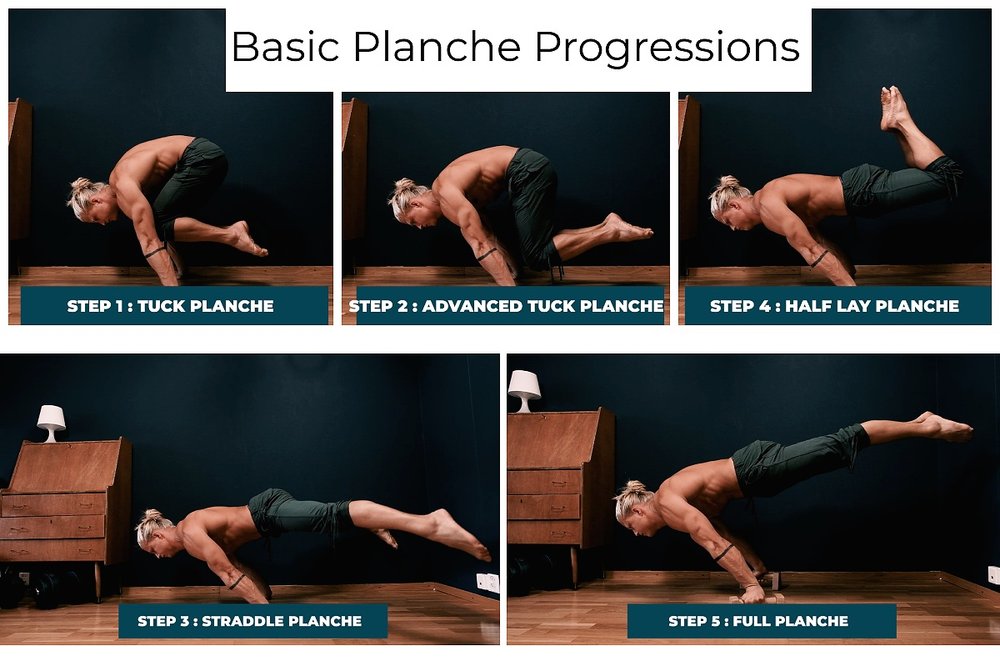 Basic Planche Progressions
STEP 1 : TUCK PLANCHE
STEP 2 : ADVANCED TUCK PLANCHE
STEP 4 : HALF LAY PLANCHE
STEP 3 : STRADDLE PLANCHE
STEP 5 : FULL PLANCHE